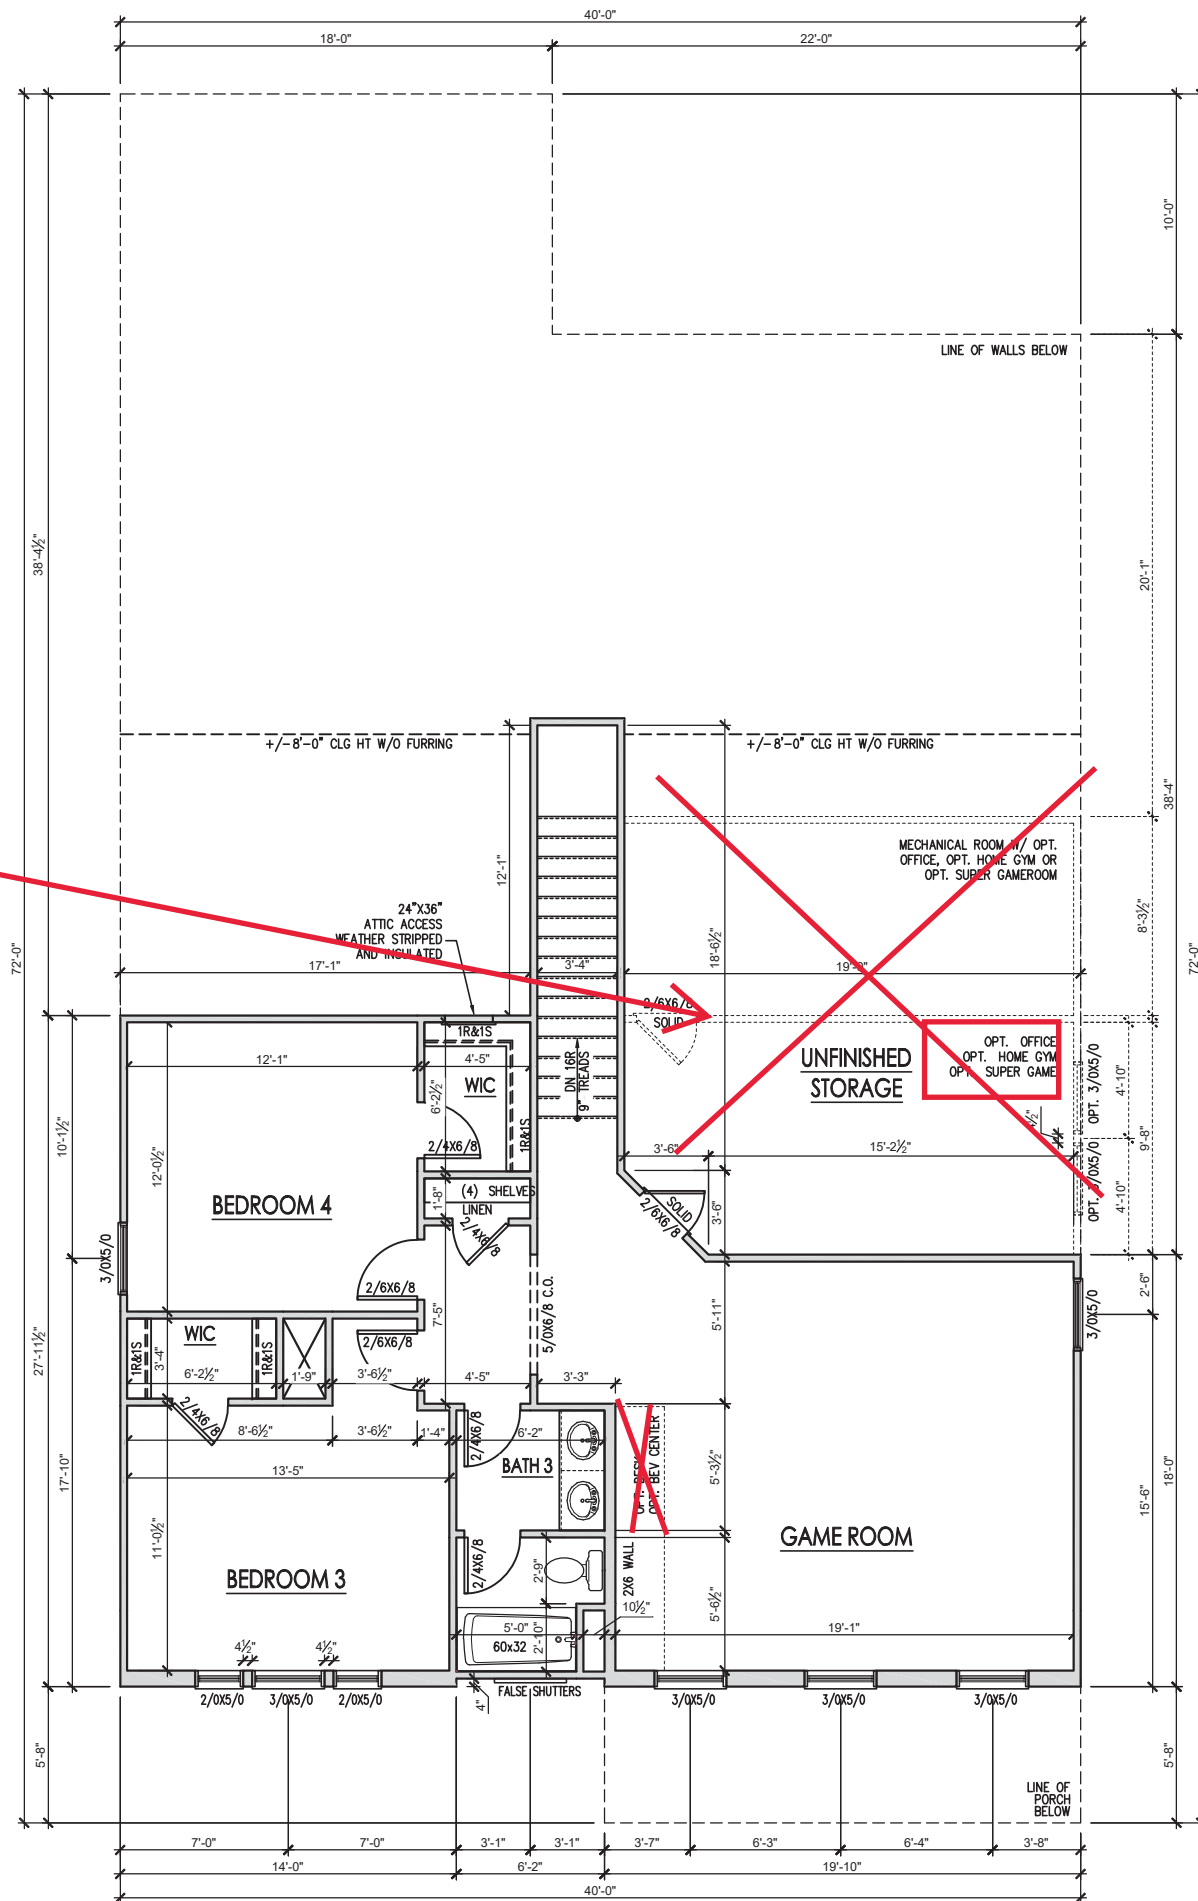 40'-0"
18'-0"
22'-0"
10'-0"
LINE OF WALLS BELOW
38'-4½"
20'-1"
+/-8'-0" CLG HT W/O FURRING
+/-8'-0" CLG HT W/O FURRING
38'-4"
MECHANICAL ROOM W/ OPT.
OFFICE, OPT. HOME GYM OR
OPT. SUPER GAMEROOM
12'-1"
24"X36"
ATTIC ACCESS
WEATHER STRIPPED
AND INSULATED
18'-6½"
8'-3½"
72'-0"
72'-0"
17'-1"
3'-4"
19'-0"
2/6X6/8
SOLID
1R&1S
12'-1"
4'-5"
WIC
6'-2½"
1R&1S
DN 16R
9" TREADS
UNFINISHED
STORAGE
OPT. OFFICE
OPT. HOME GYM
OPT. SUPER GAME
OPT. 3/0X5/0
4'-10"
9'-8"
10'-1½"
12'-0½"
2/4X6/8
3'-6"
15'-2½"
OPT. 3/0X5/0
4'-10"
BEDROOM 4
1'-8"
(4) SHELVES
LINEN
2/4X6/8
SOLID
2/6X6/8
3'-6"
3/0X5/0
2/6X6/8
7'-5"
5/0X6/8 C.O.
5'-11"
2'-6"
3/0X5/0
27'-11½"
1R&1S
WIC
3'-4"
1R&1S
2/6X6/8
6'-2½"
1'-9"
3'-6½"
4'-5"
3'-3"
2/4X6/8
8'-6½"
3'-6½"
1'-4"
2/4X6/8
6'-2"
BATH 3
OPT. DESK
OPT. BEV CENTER
5'-3½"
17'-10"
13'-5"
18'-0"
15'-6"
11'-0½"
GAME ROOM
BEDROOM 3
2/4X6/8
2'-9"
2X6 WALL
10½"
5'-6½"
5'-0"
60x32
2'-10"
19'-1"
4½"
4½"
2/0X5/0
3/0X5/0
2/0X5/0
4"
FALSE SHUTTERS
3/0X5/0
3/0X5/0
3/0X5/0
5'-8"
5'-8"
LINE OF
PORCH
BELOW
7'-0"
7'-0"
3'-1"
3'-1"
3'-7"
6'-3"
6'-4"
3'-8"
14'-0"
6'-2"
19'-10"
40'-0"